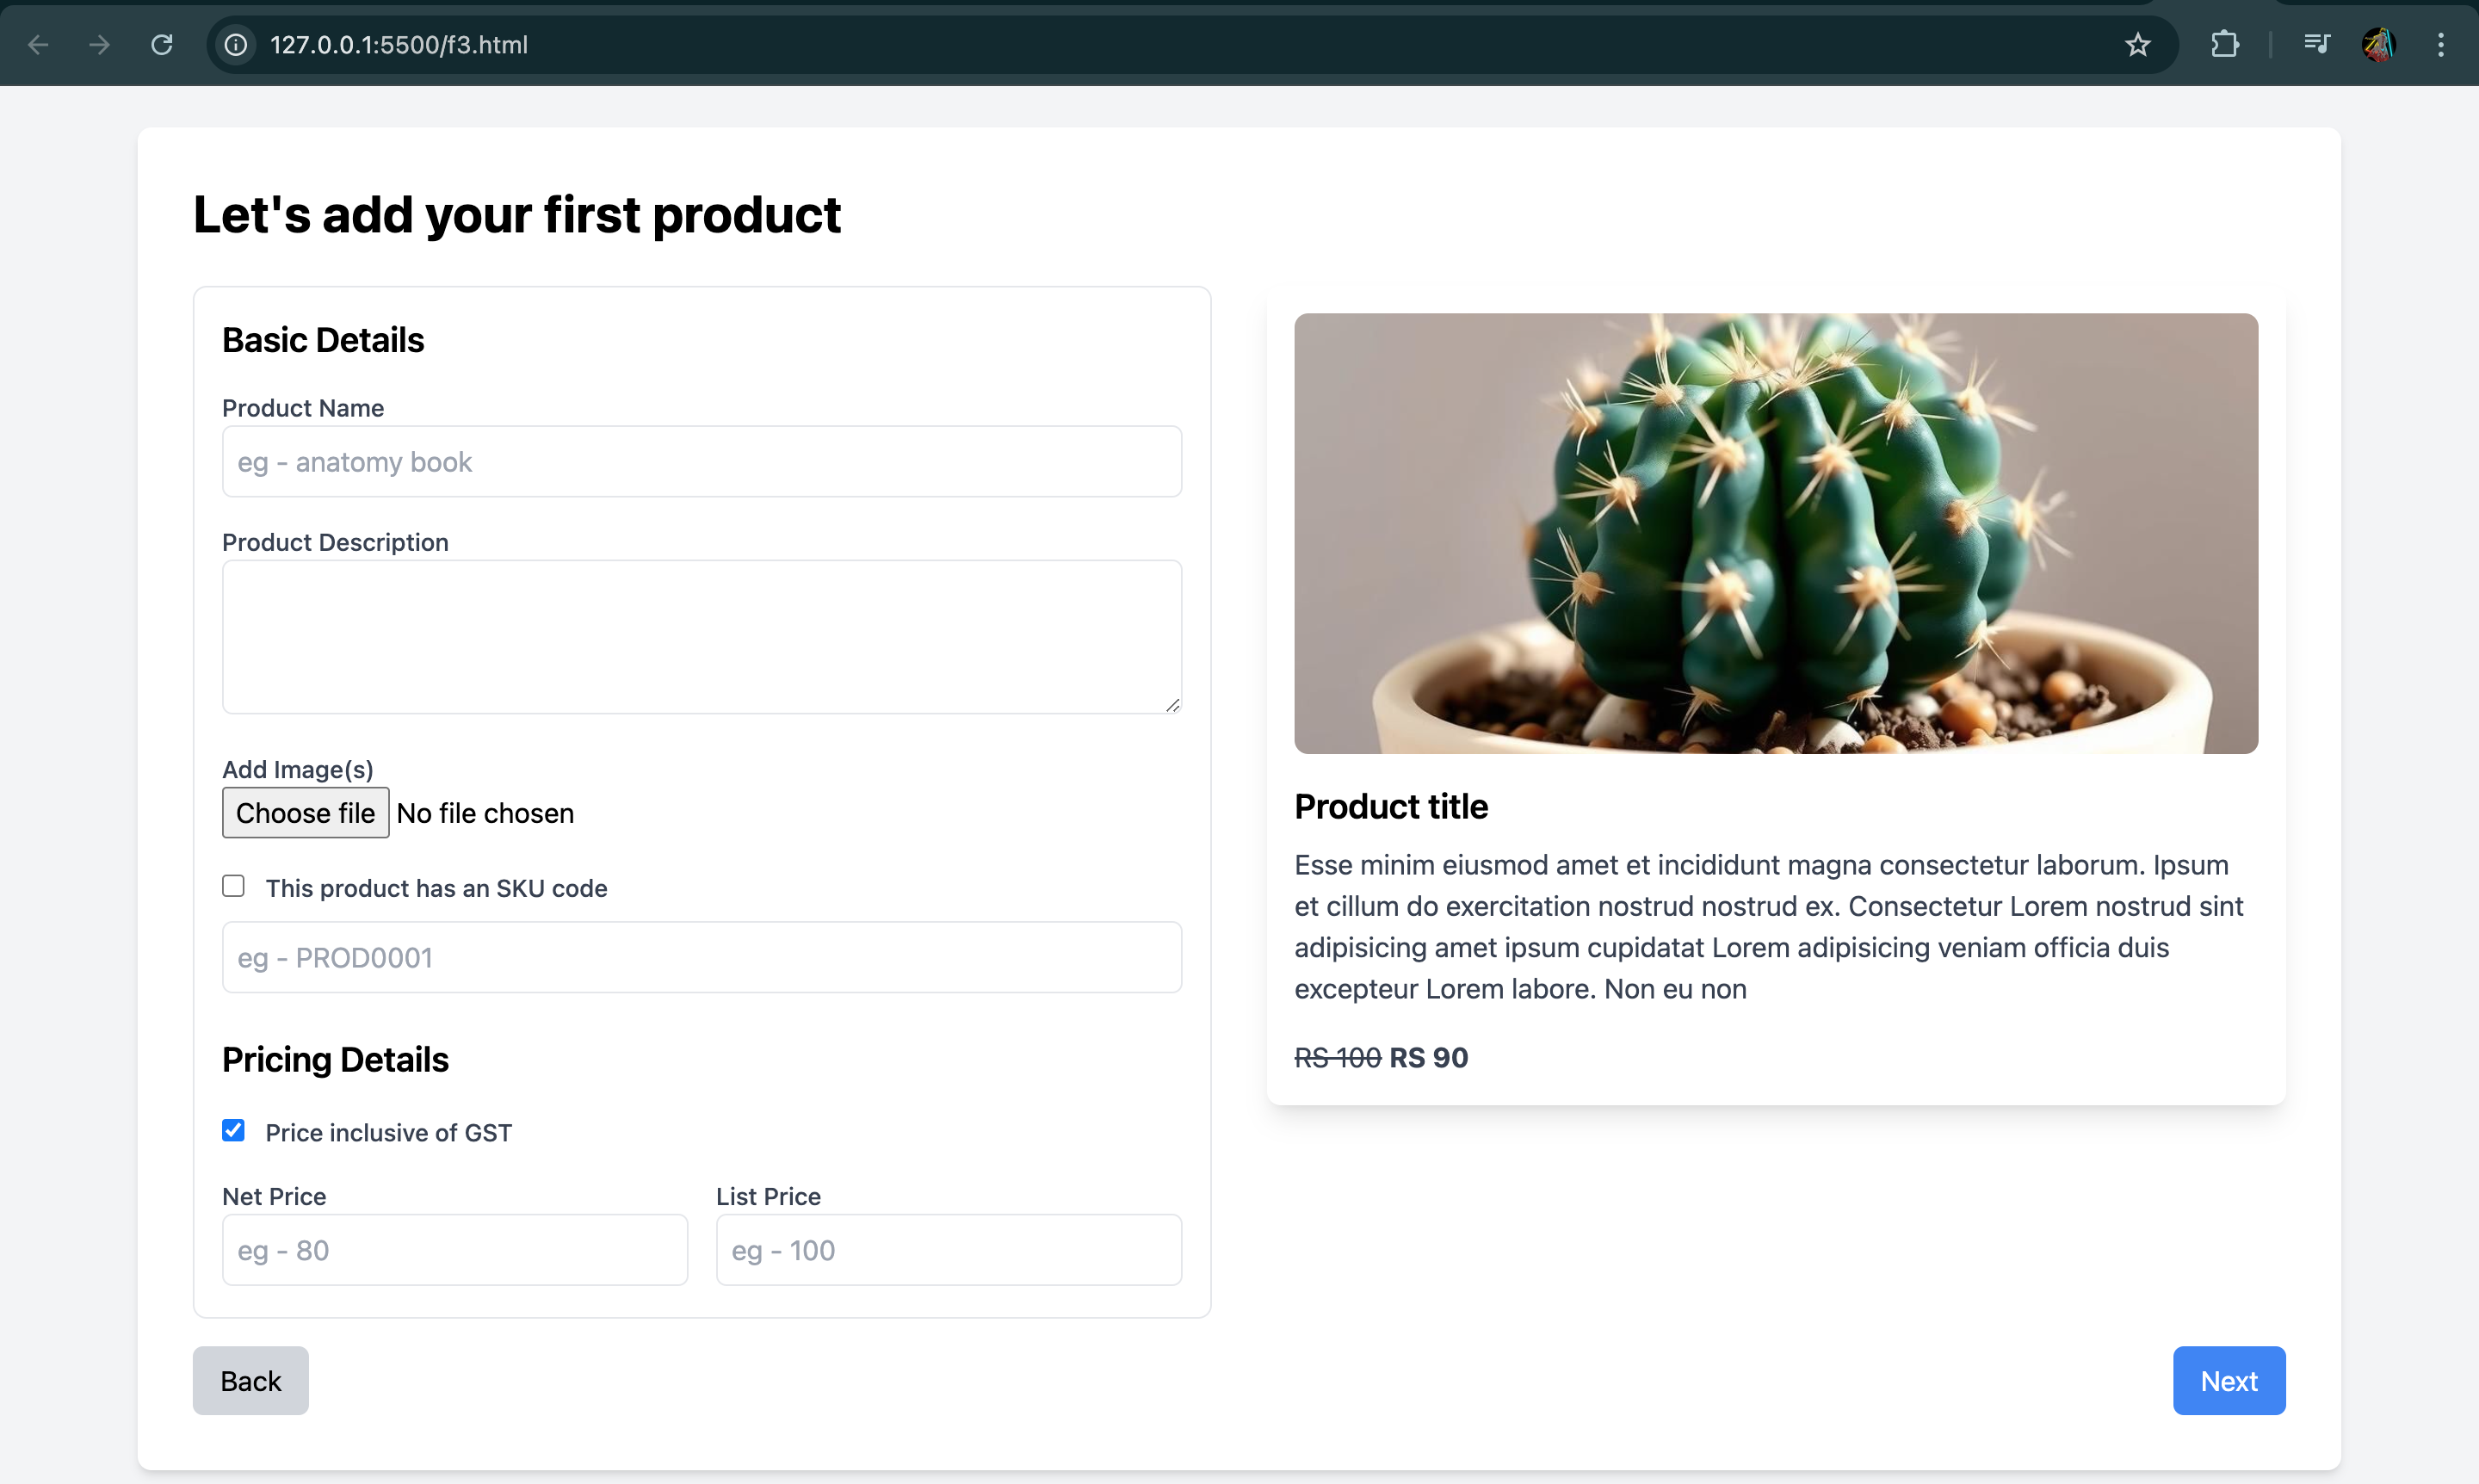 127.0.0.1:5500/f3.html
Let's add your first product
Basic Details
Product Name
eg - anatomy book
Product Description
Add Image(s)
Choose file No file chosen
This product has an SKU code
eg - PROD0001
Pricing Details
Price inclusive of GST
Net Price
eg - 80
List Price
eg - 100
Back
Product title
Esse minim eiusmod amet et incididunt magna consectetur laborum. Ipsum
et cillum do exercitation nostrud nostrud ex. Consectetur Lorem nostrud sint
adipisicing amet ipsum cupidatat Lorem adipisicing veniam officia duis
excepteur Lorem labore. Non eu non
RS 100 RS 90
Next